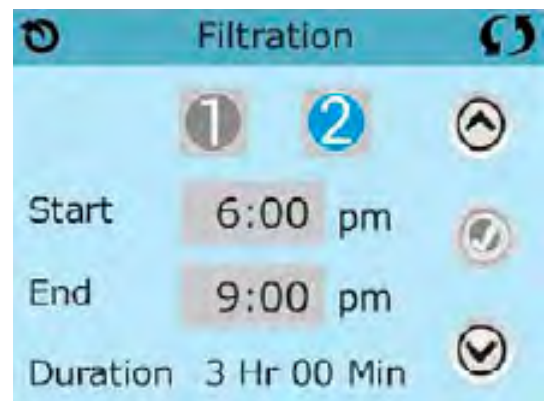 Filtration
1 2
Start 6:00 pm
End 9:00 pm
Duration 3 Hr 00 Min